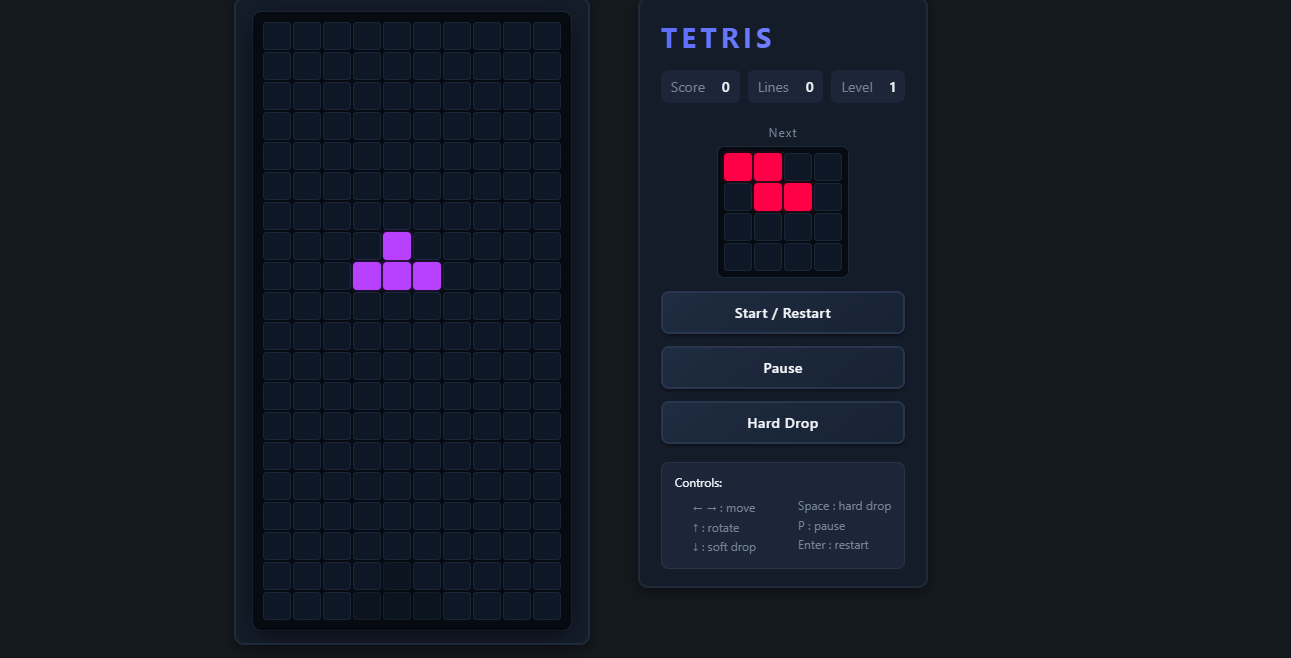 TETRIS
Score 0 Lines 0 Level 1
Next
Start / Restart
Pause
Hard Drop
Controls:
← → : move
↑ : rotate
↓ : soft drop
Space : hard drop
P : pause
Enter : restart